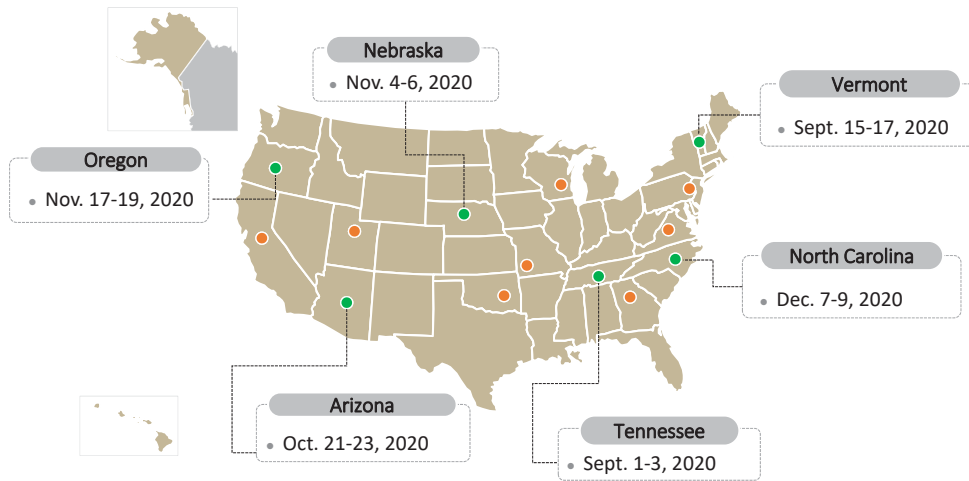 Nebraska
• Nov. 4-6, 2020
Vermont
• Sept. 15-17, 2020
Oregon
• Nov. 17-19, 2020
North Carolina
• Dec. 7-9, 2020
Arizona
• Oct. 21-23, 2020
Tennessee
• Sept. 1-3, 2020